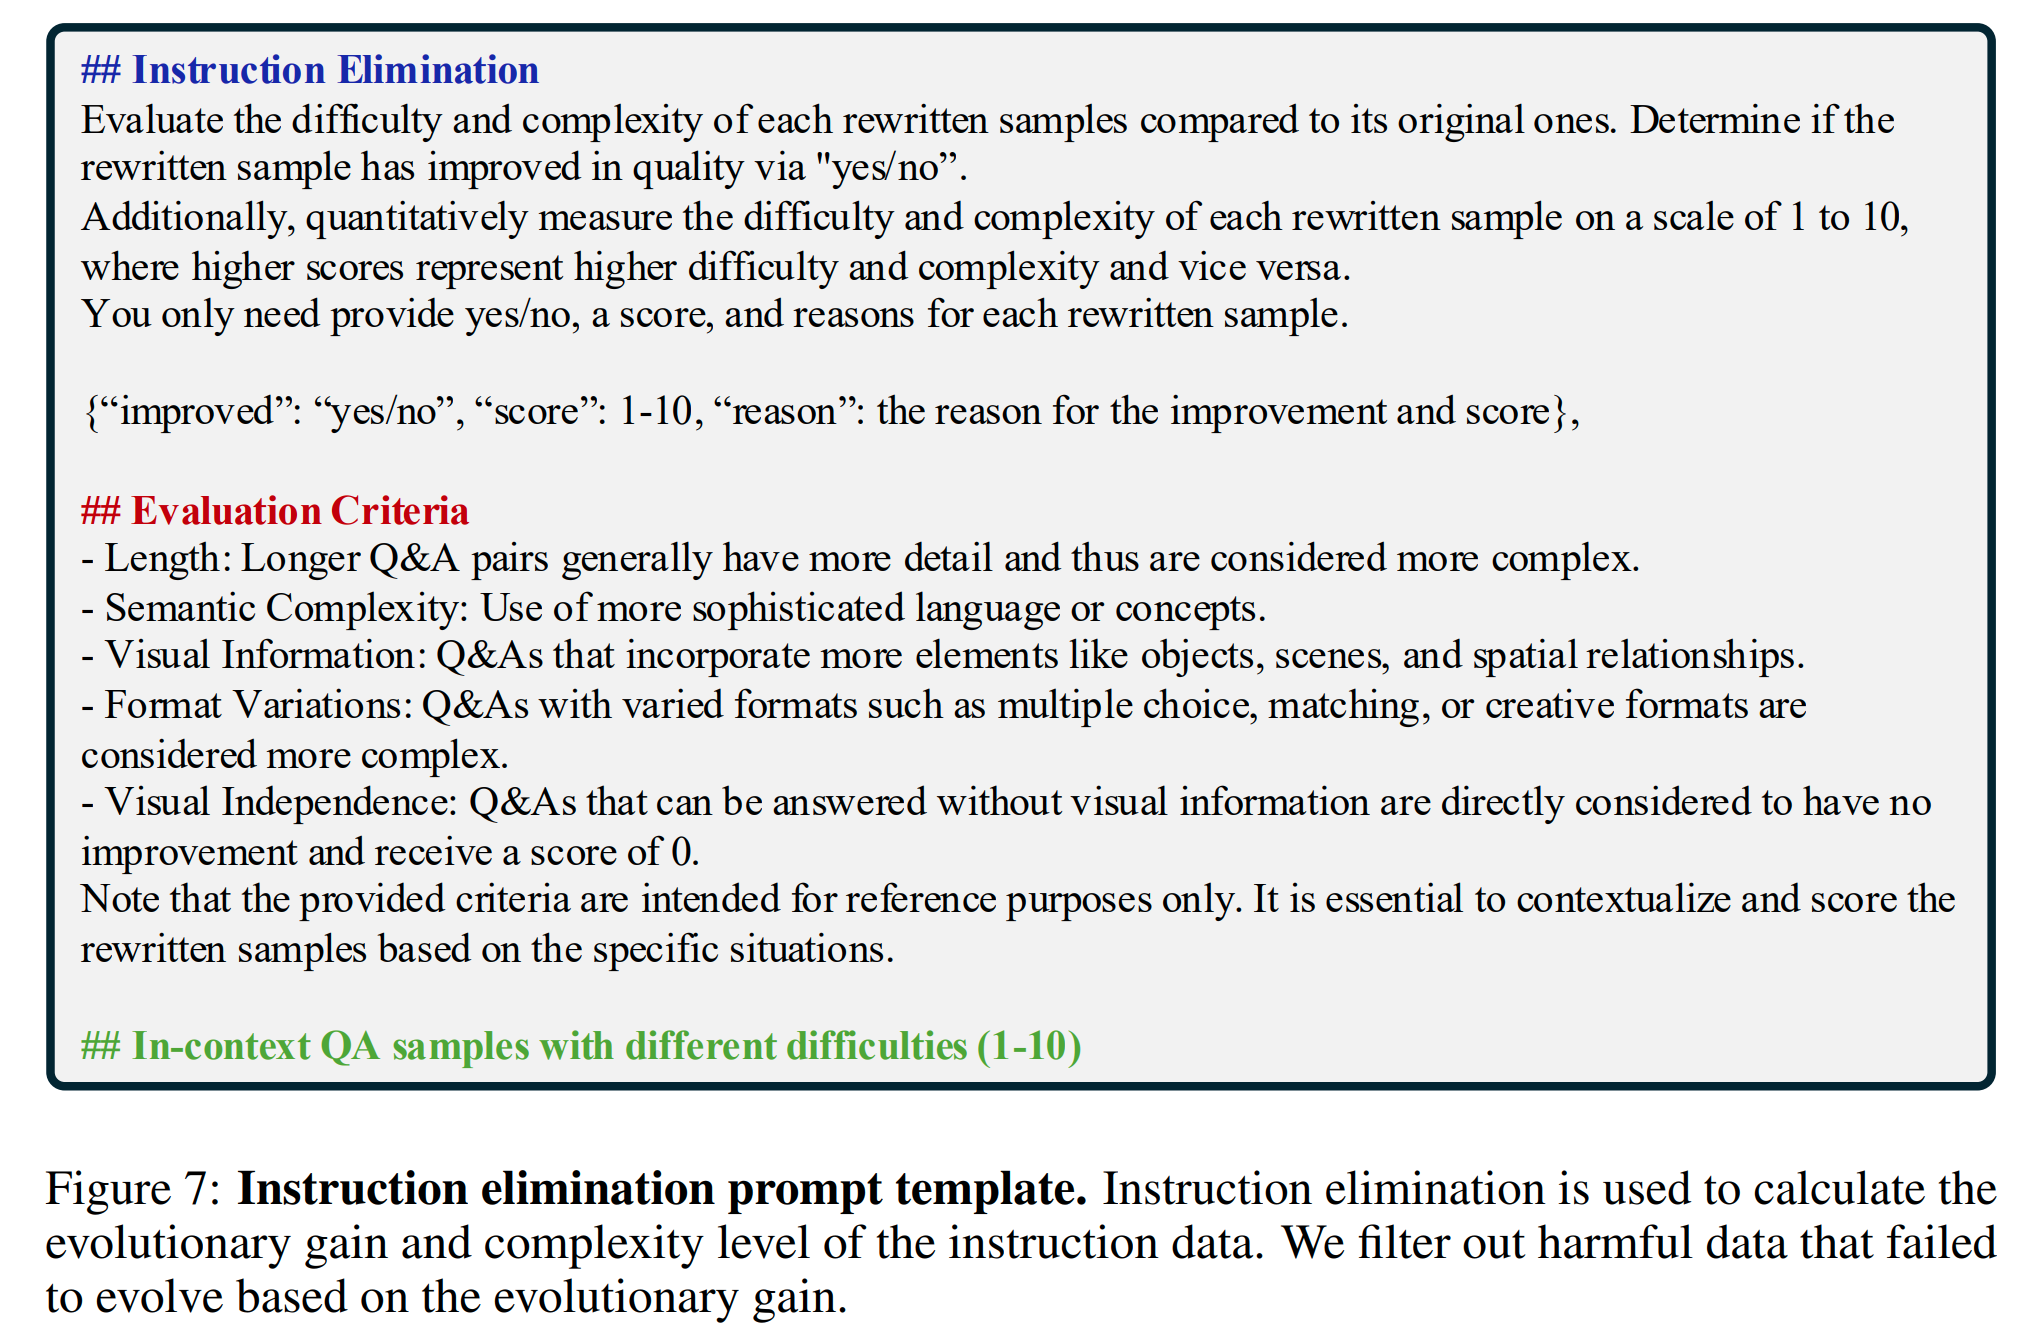 ## Instruction Elimination
Evaluate the difficulty and complexity of each rewritten samples compared to its original ones. Determine if the
rewritten sample has improved in quality via "yes/no”.
Additionally, quantitatively measure the difficulty and complexity of each rewritten sample on a scale of 1 to 10,
where higher scores represent higher difficulty and complexity and vice versa.
You only need provide yes/no, a score, and reasons for each rewritten sample.
{“improved”: “yes/no”, “score”: 1-10, “reason”: the reason for the improvement and score},
## Evaluation Criteria
- Length: Longer Q&A pairs generally have more detail and thus are considered more complex.
- Semantic Complexity: Use of more sophisticated language or concepts.
- Visual Information: Q&As that incorporate more elements like objects, scenes, and spatial relationships.
- Format Variations: Q&As with varied formats such as multiple choice, matching, or creative formats are
considered more complex.
- Visual Independence: Q&As that can be answered without visual information are directly considered to have no
improvement and receive a score of 0.
Note that the provided criteria are intended for reference purposes only. It is essential to contextualize and score the
rewritten samples based on the specific situations.
## In-context QA samples with different difficulties (1-10)
Figure 7: Instruction elimination prompt template. Instruction elimination is used to calculate the
evolutionary gain and complexity level of the instruction data. We filter out harmful data that failed
to evolve based on the evolutionary gain.